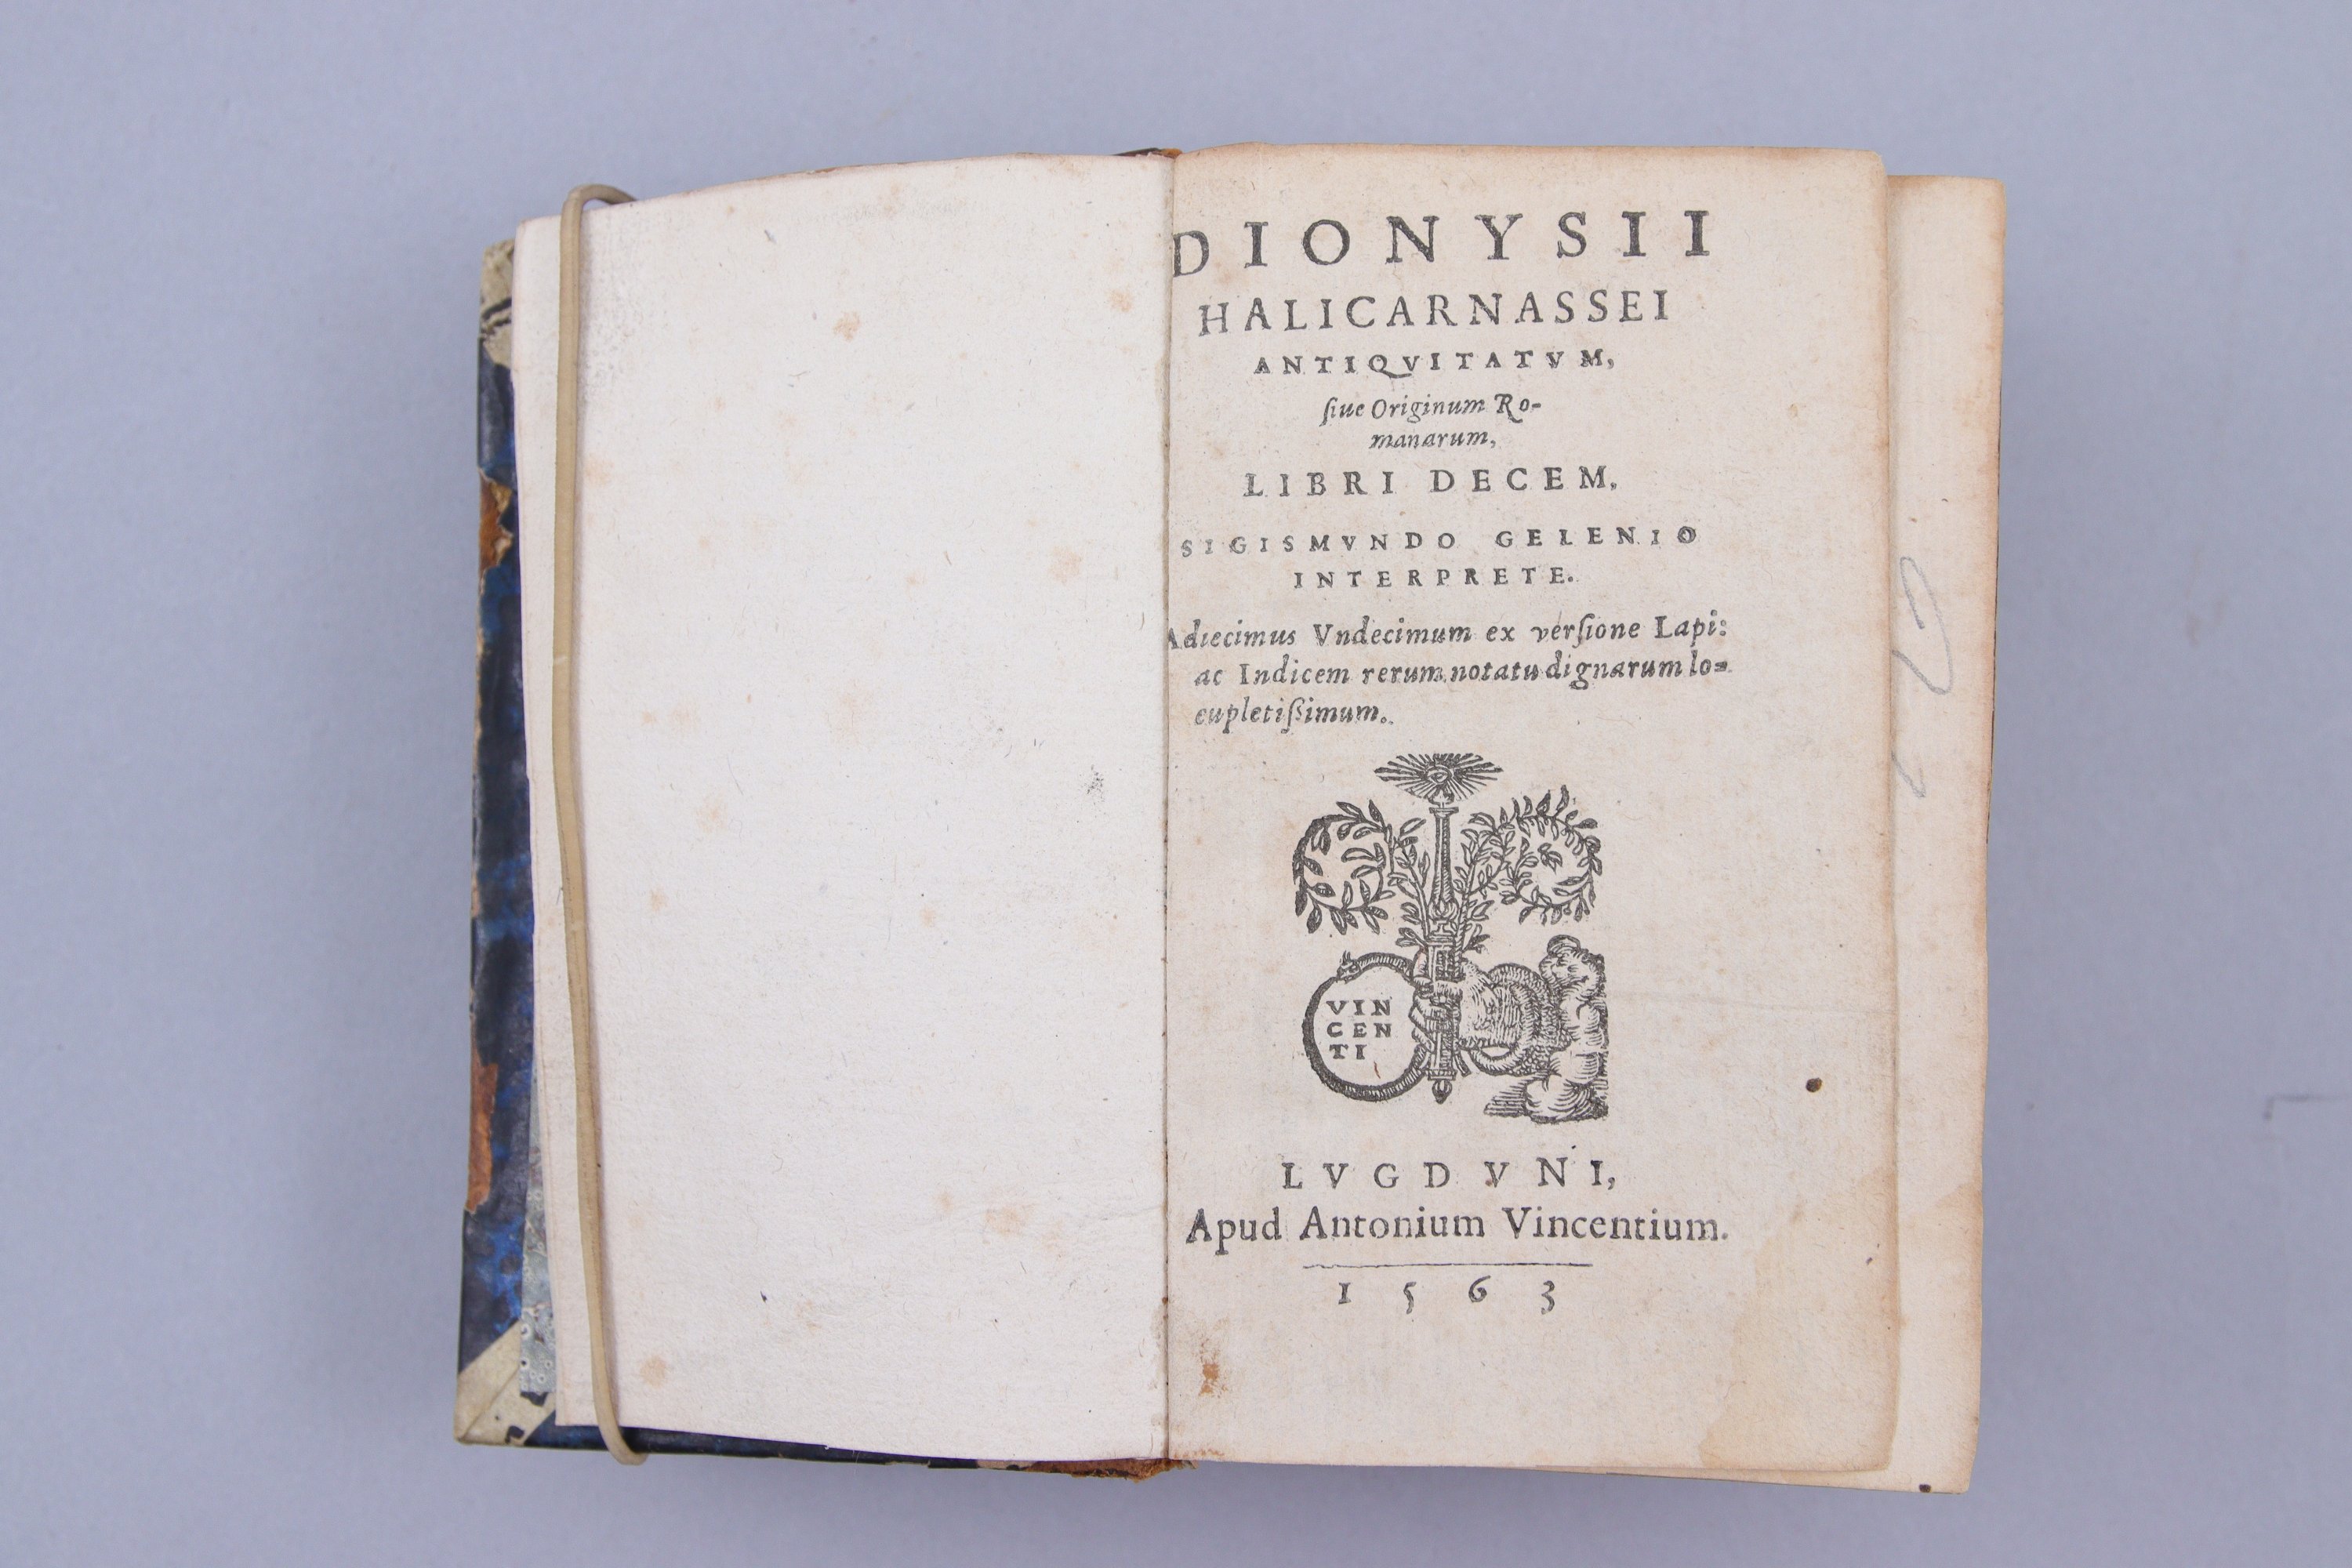 DIONYSII
HALICARNASSEI
ANTIQVITATVM,
ſiue Originum Ro-
manarum,
LIBRI DECEM,
SIGISMVNDO GELENIO
INTERPRETE.
Adiecimus Vndecimum ex verſione Lapi:
ac Indicem rerum notatu dignarum lo-
cupletißimum.
VIN
CEN
TI
LVGDVNI,
Apud Antonium Vincentium.
1563